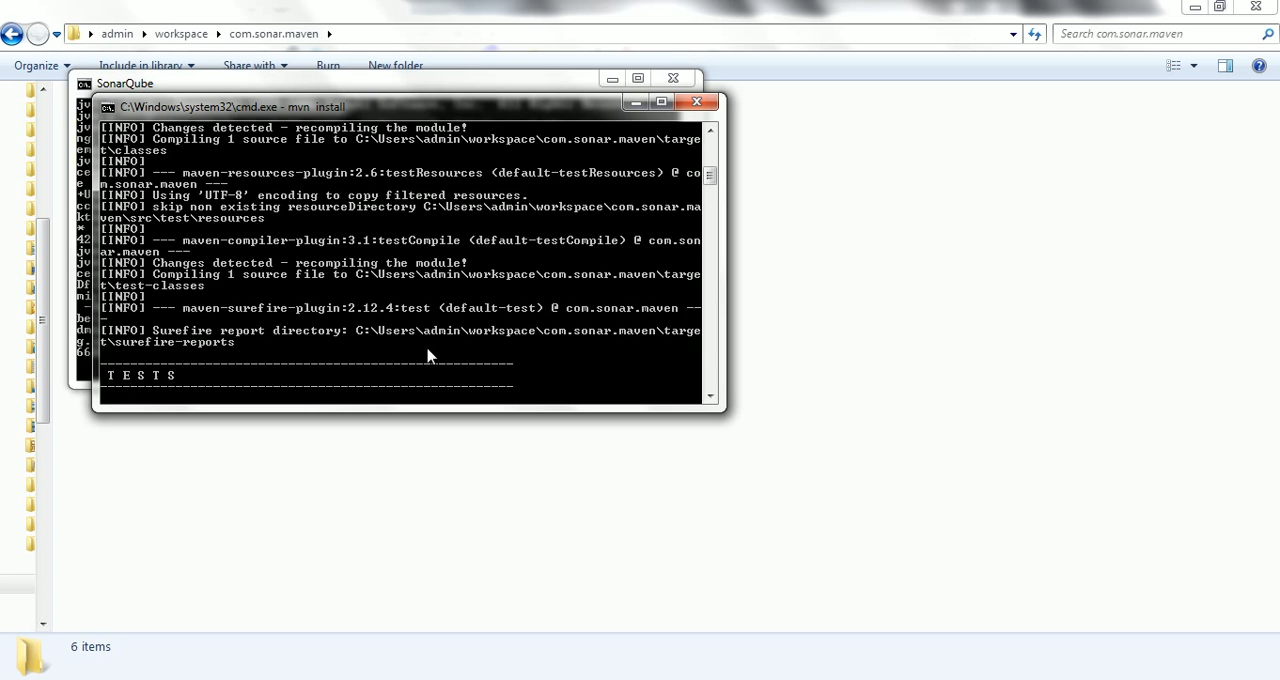 admin workspace com.sonar.maven
Search com.sonar.maven
Organize Include in library Share with Burn New folder
SonarQube
C:\Windows\system32\cmd.exe - mvn install
[INFO] Changes detected - recompiling the module!
[INFO] Compiling 1 source file to C:\Users\admin\workspace\com.sonar.maven\targe
t\classes
[INFO]
[INFO] --- maven-resources-plugin:2.6:testResources (default-testResources) @ co
m.sonar.maven ---
[INFO] Using 'UTF-8' encoding to copy filtered resources.
[INFO] skip non existing resourceDirectory C:\Users\admin\workspace\com.sonar.ma
ven\src\test\resources
[INFO]
[INFO] --- maven-compiler-plugin:3.1:testCompile (default-testCompile) @ com.son
ar.maven ---
[INFO] Changes detected - recompiling the module!
[INFO] Compiling 1 source file to C:\Users\admin\workspace\com.sonar.maven\targe
t\test-classes
[INFO]
[INFO] --- maven-surefire-plugin:2.12.4:test (default-test) @ com.sonar.maven --
-
[INFO] Surefire report directory: C:\Users\admin\workspace\com.sonar.maven\targe
t\surefire-reports
-------------------------------------------------------
T E S T S
-------------------------------------------------------
6 items